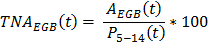 TNA_EGB(t) = A_EGB(t) / P_5−14(t) * 100